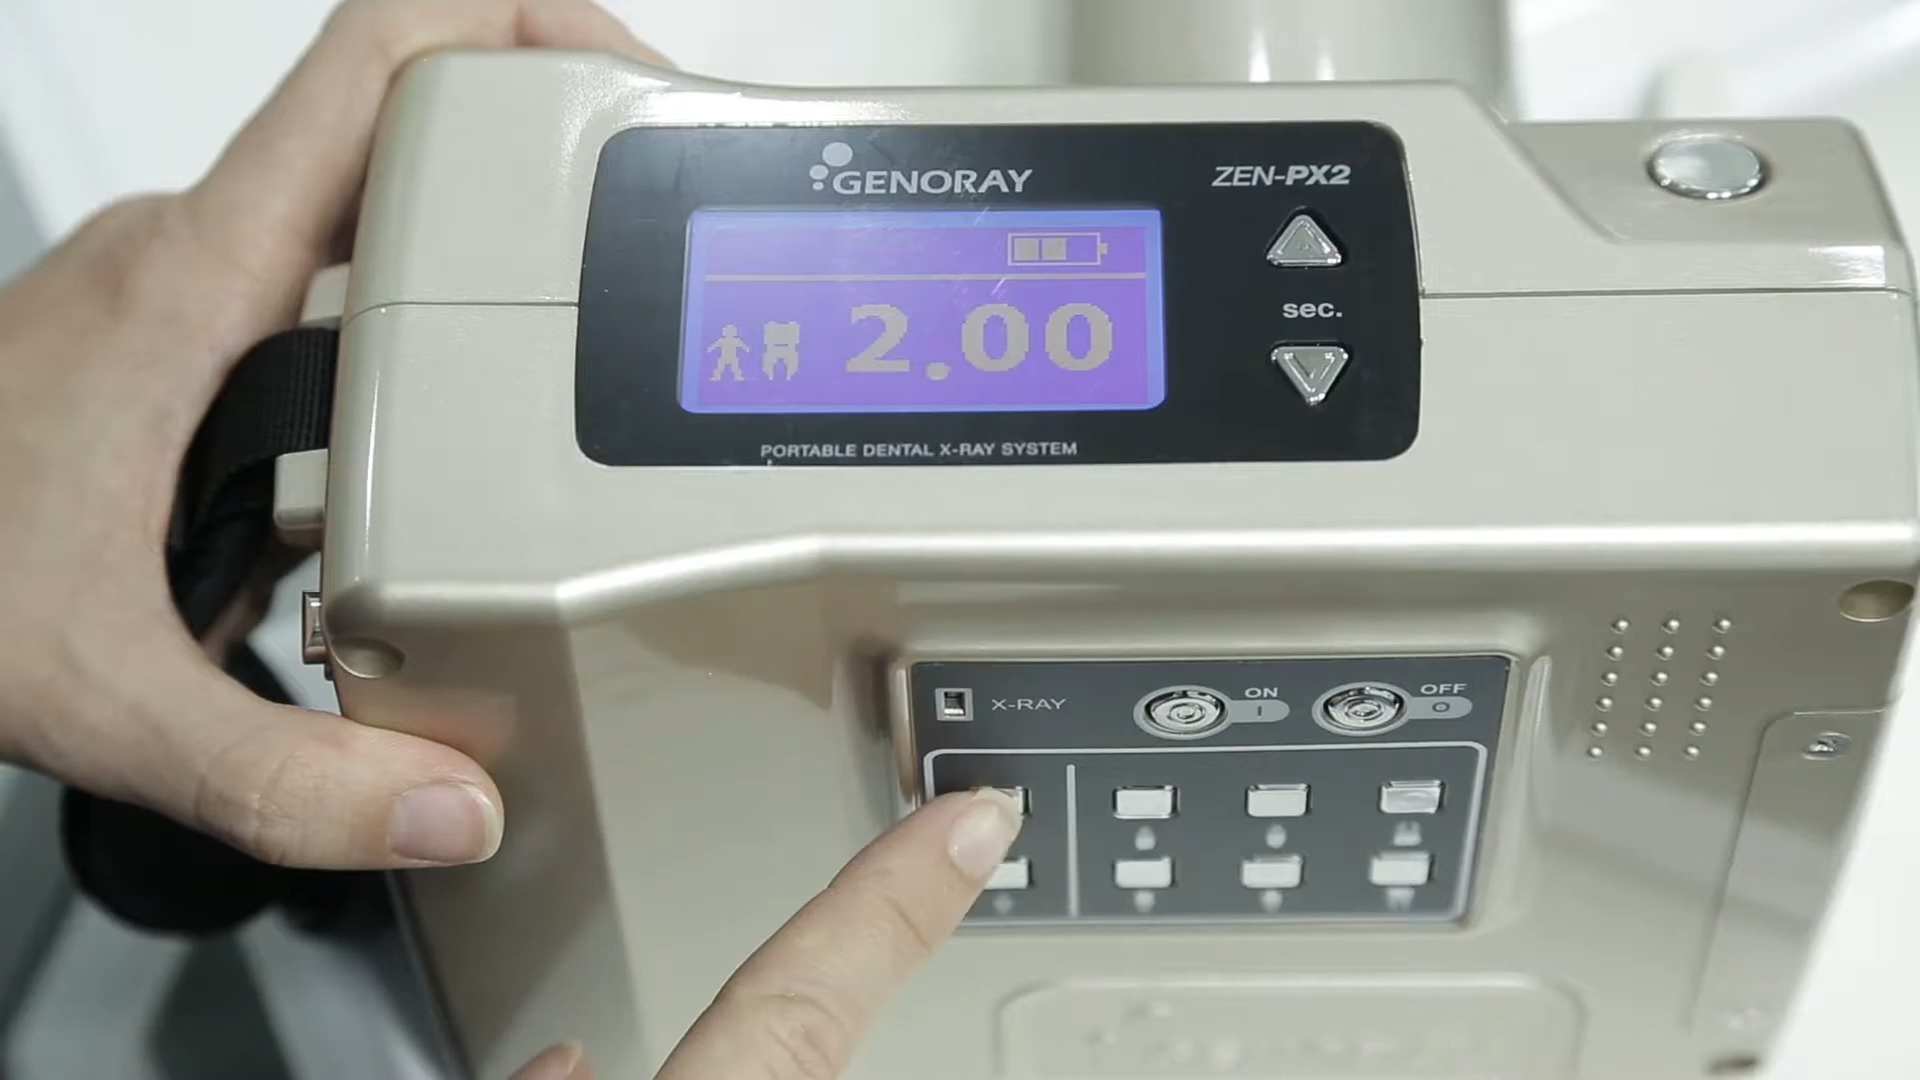 GENORAY
ZEN-PX2
2.00
sec.
PORTABLE DENTAL X-RAY SYSTEM
X-RAY
ON
I
OFF
O